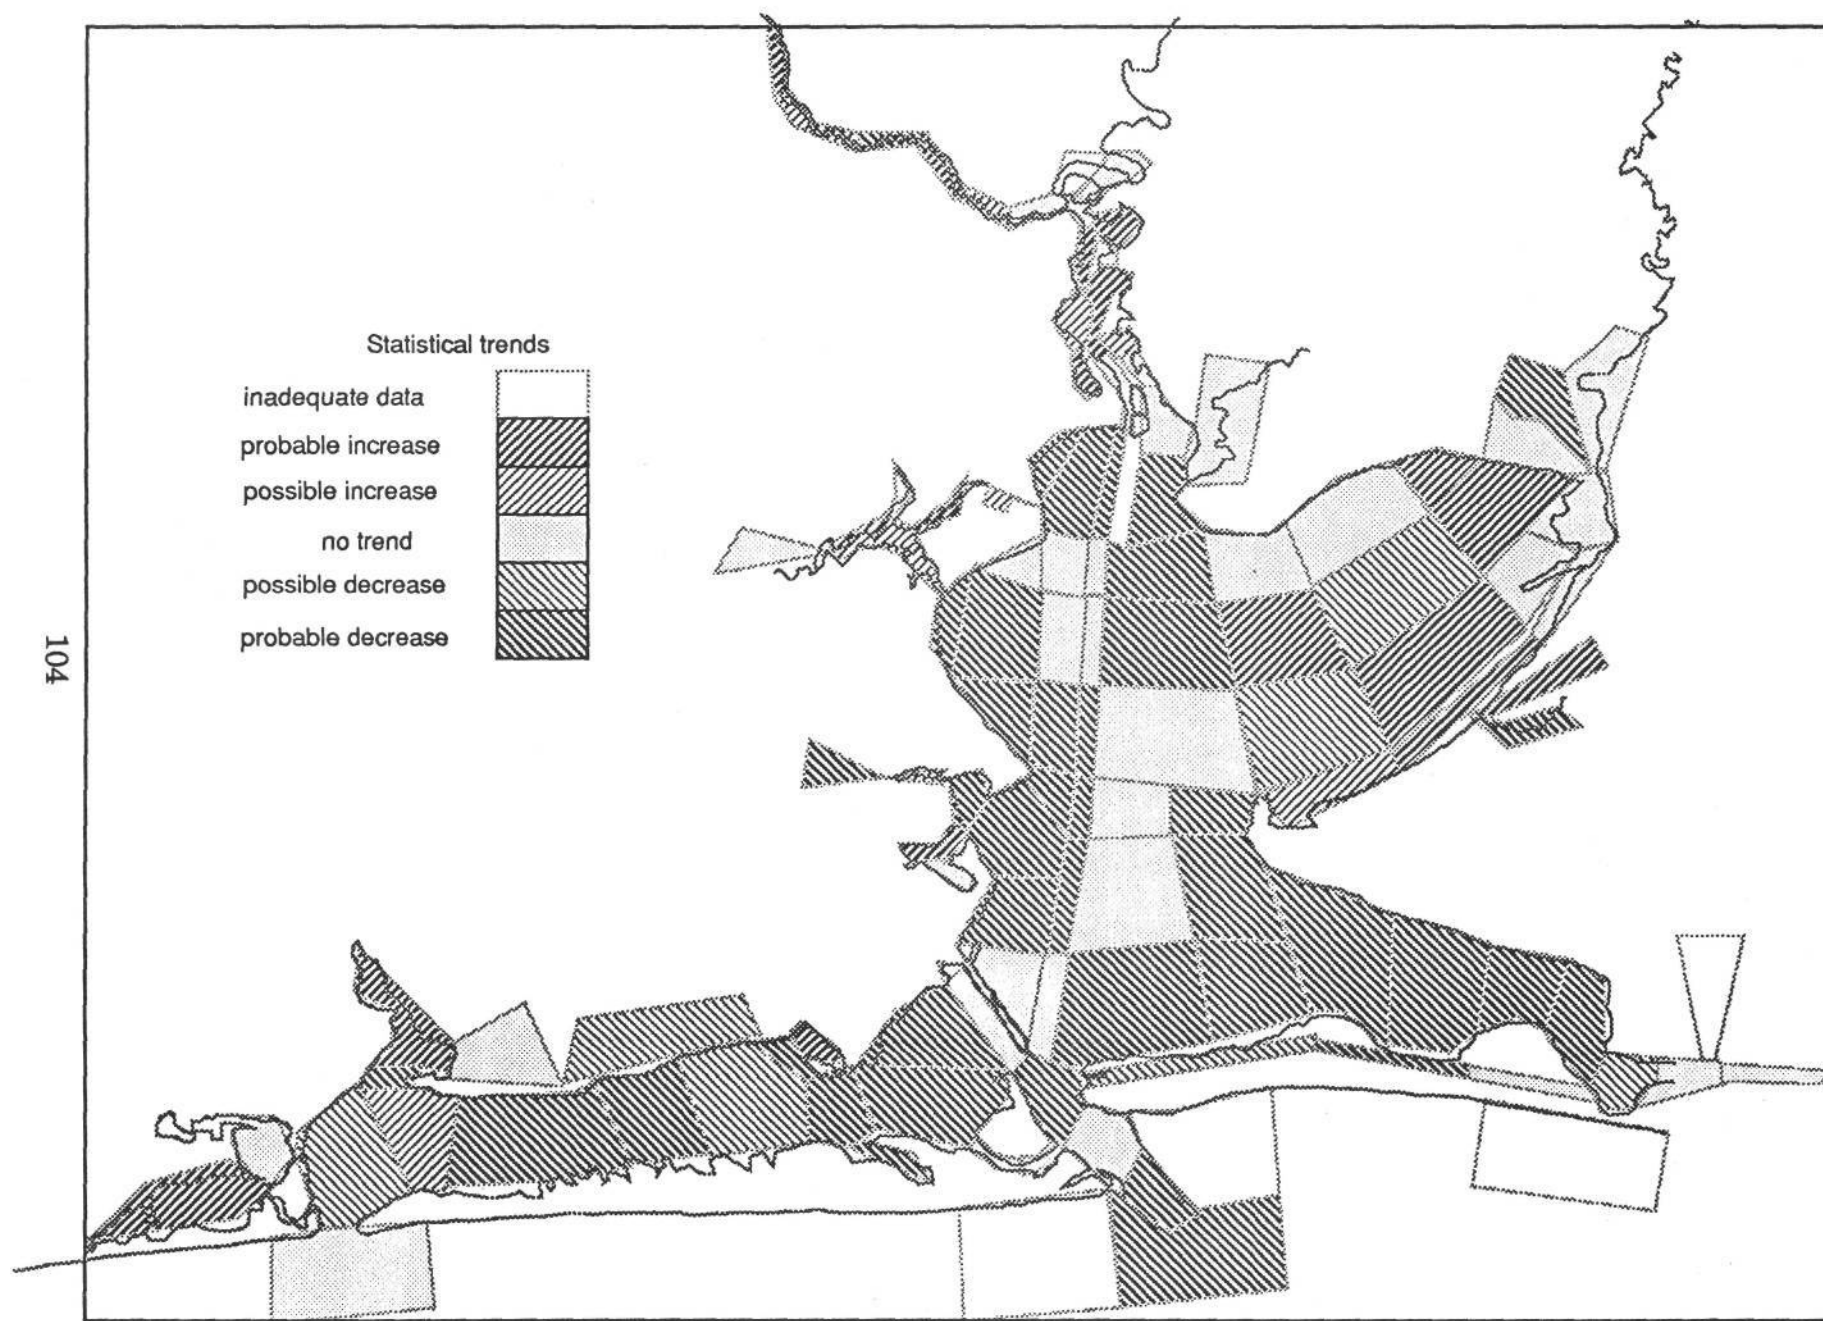 Statistical trends
inadequate data
probable increase
possible increase
no trend
possible decrease
probable decrease
104